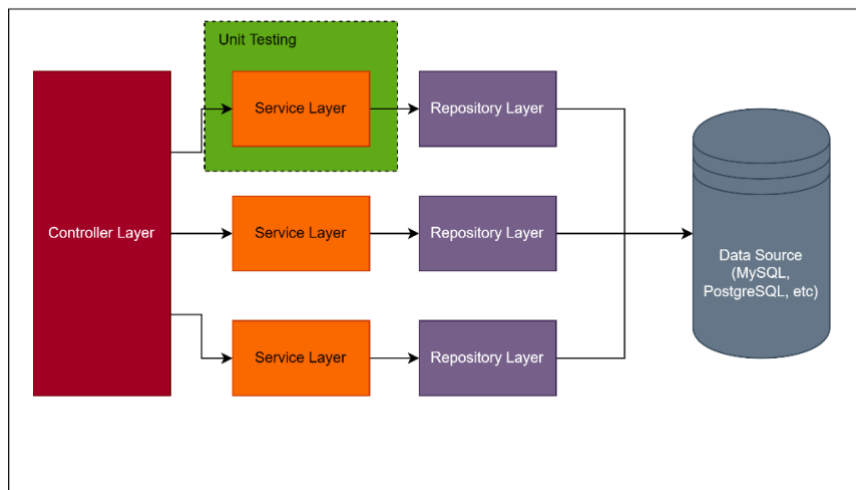 Unit Testing
Service Layer
Repository Layer
Controller Layer
Service Layer
Repository Layer
Data Source
(MySQL,
PostgreSQL, etc)
Service Layer
Repository Layer